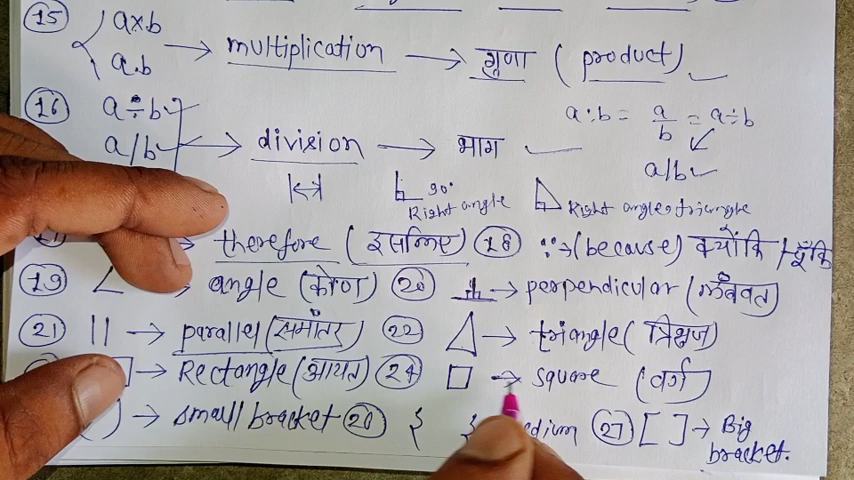 15 a×b
a.b → multiplication → गुणा (product)
16 a÷b
a/b → division → भाग
a:b = a/b = a÷b
a/b
90° Right angle
Right angle triangle
therefore (इसलिए) 18 ∵ → (because) क्योंकि / चूँकि
19 ∠ angle (कोण) 20 ⊥ → perpendicular (लंबवत)
21 || → parallel (समांतर) 22 △ → triangle (त्रिभुज)
→ Rectangle (आयत) 24 □ → square (वर्ग)
) → small bracket 26 { } 27 [ ] → Big
bracket.